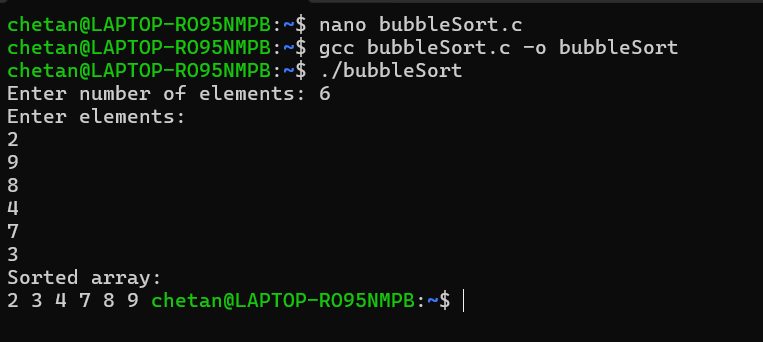 chetan@LAPTOP-RO95NMPB:~$ nano bubbleSort.c
chetan@LAPTOP-RO95NMPB:~$ gcc bubbleSort.c -o bubbleSort
chetan@LAPTOP-RO95NMPB:~$ ./bubbleSort
Enter number of elements: 6
Enter elements:
2
9
8
4
7
3
Sorted array:
2 3 4 7 8 9 chetan@LAPTOP-RO95NMPB:~$